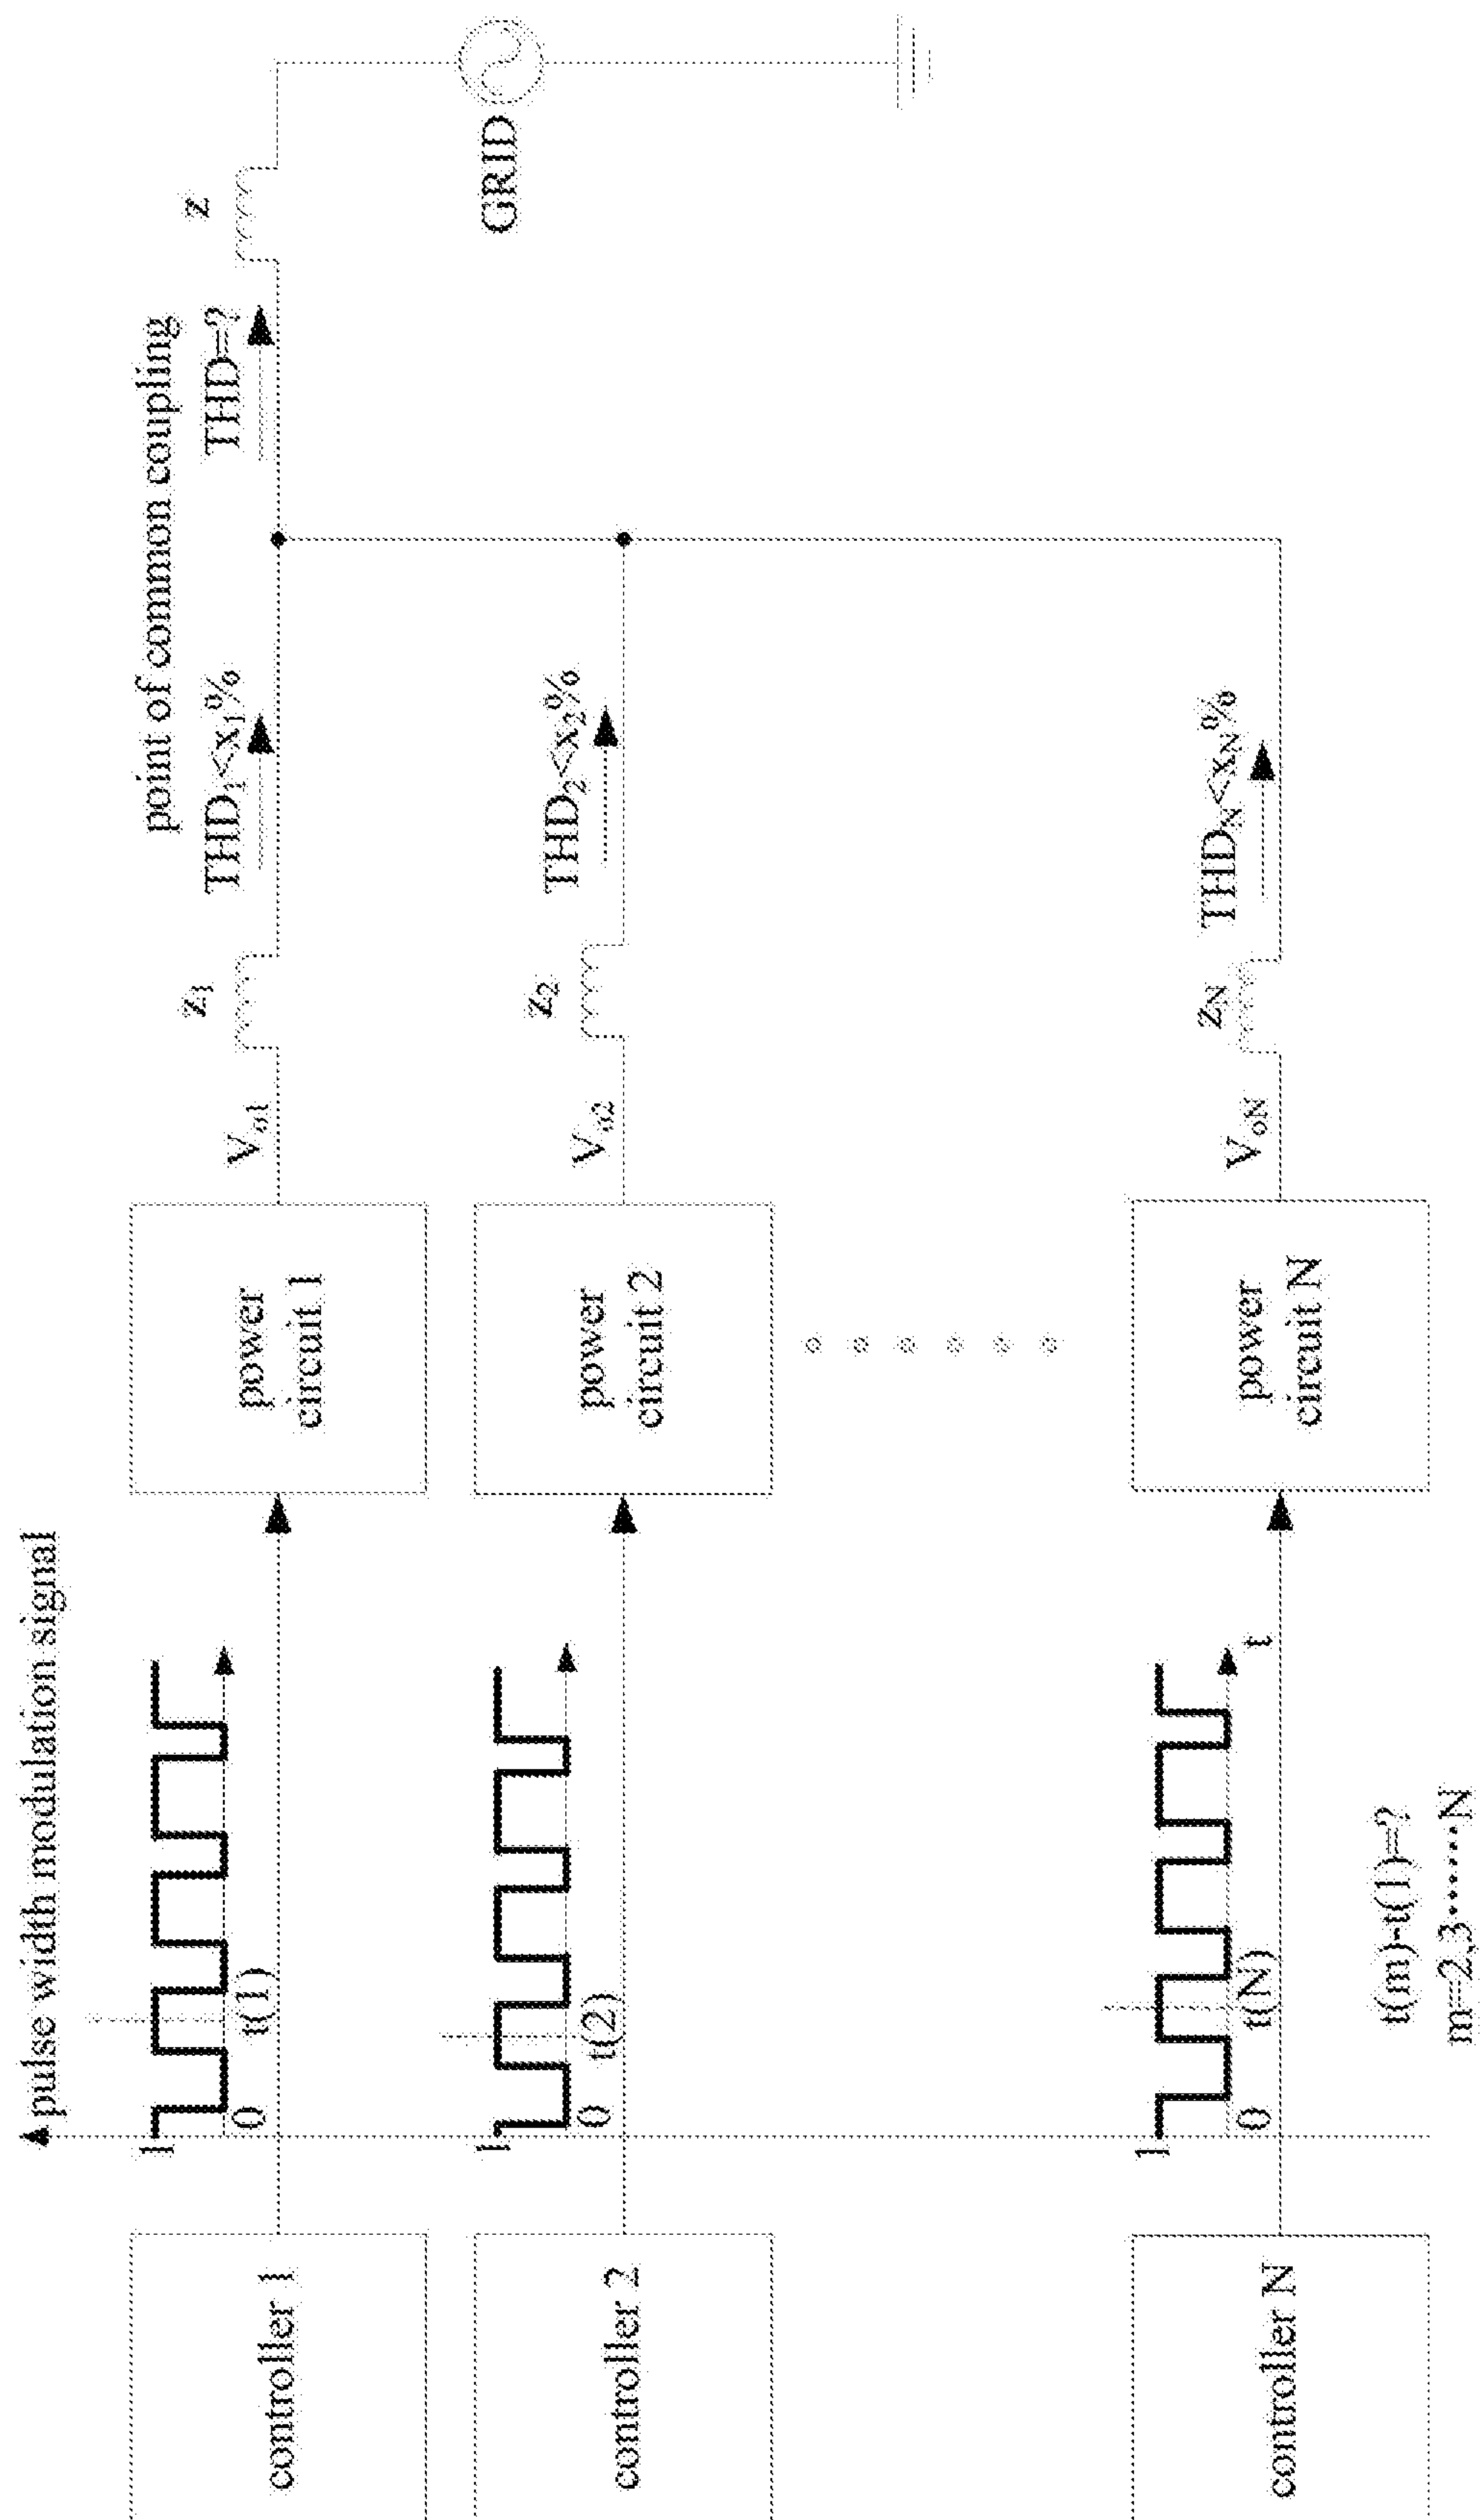 pulse width modulation signal
point of common coupling
controller 1
1
0
t(1)
power
circuit 1
Vo1
z1
THD1<x1%
THD=?
z
GRID
controller 2
1
0
t(2)
power
circuit 2
Vo2
z2
THD2<x2%
controller N
1
0
t(N)
t
power
circuit N
VoN
zN
THDN<xN%
t(m)-t(1)=?
m=2,3······N